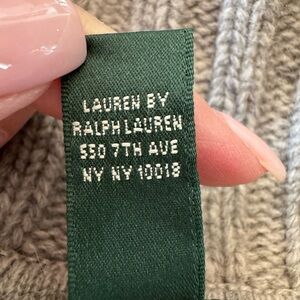 LAUREN BY
RALPH LAUREN
550 7TH AVE
NY NY 10018